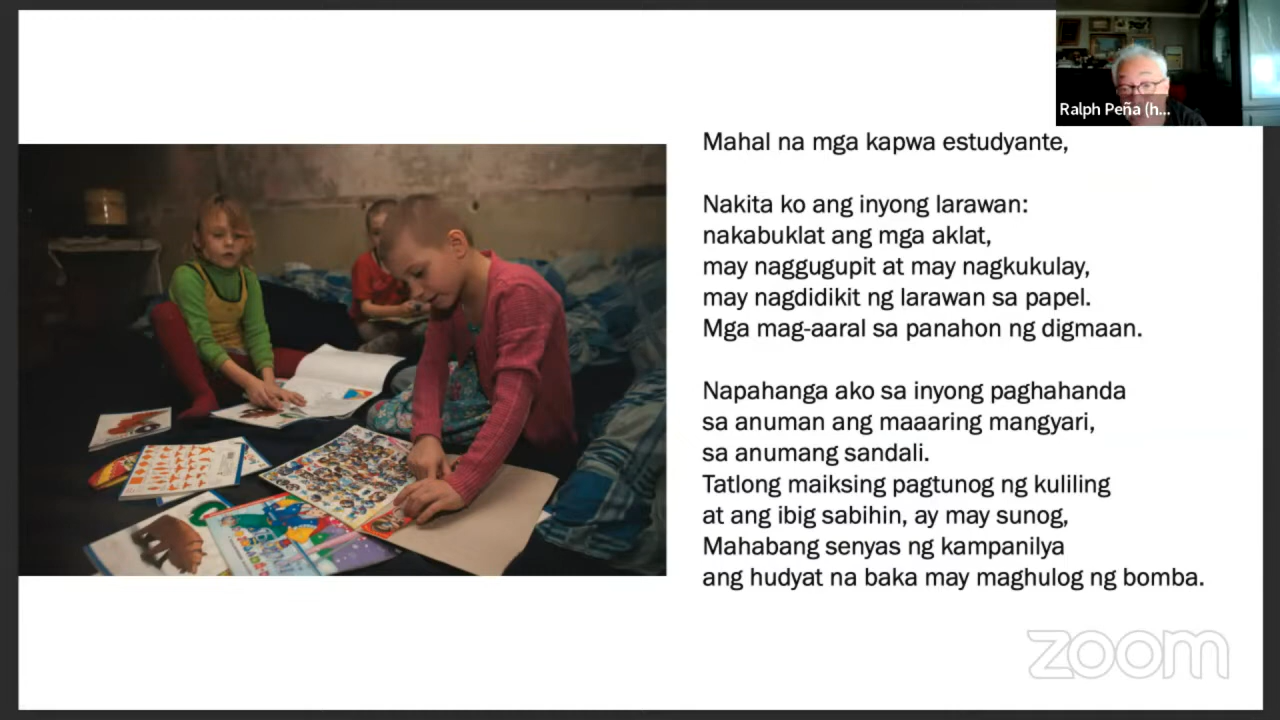 Ralph Peña (h...
Mahal na mga kapwa estudyante,
Nakita ko ang inyong larawan:
nakabuklat ang mga aklat,
may naggugupit at may nagkukulay,
may nagdidikit ng larawan sa papel.
Mga mag-aaral sa panahon ng digmaan.
Napahanga ako sa inyong paghahanda
sa anuman ang maaaring mangyari,
sa anumang sandali.
Tatlong maiksing pagtunog ng kuliling
at ang ibig sabihin, ay may sunog,
Mahabang senyas ng kampanilya
ang hudyat na baka may maghulog ng bomba.
zoom